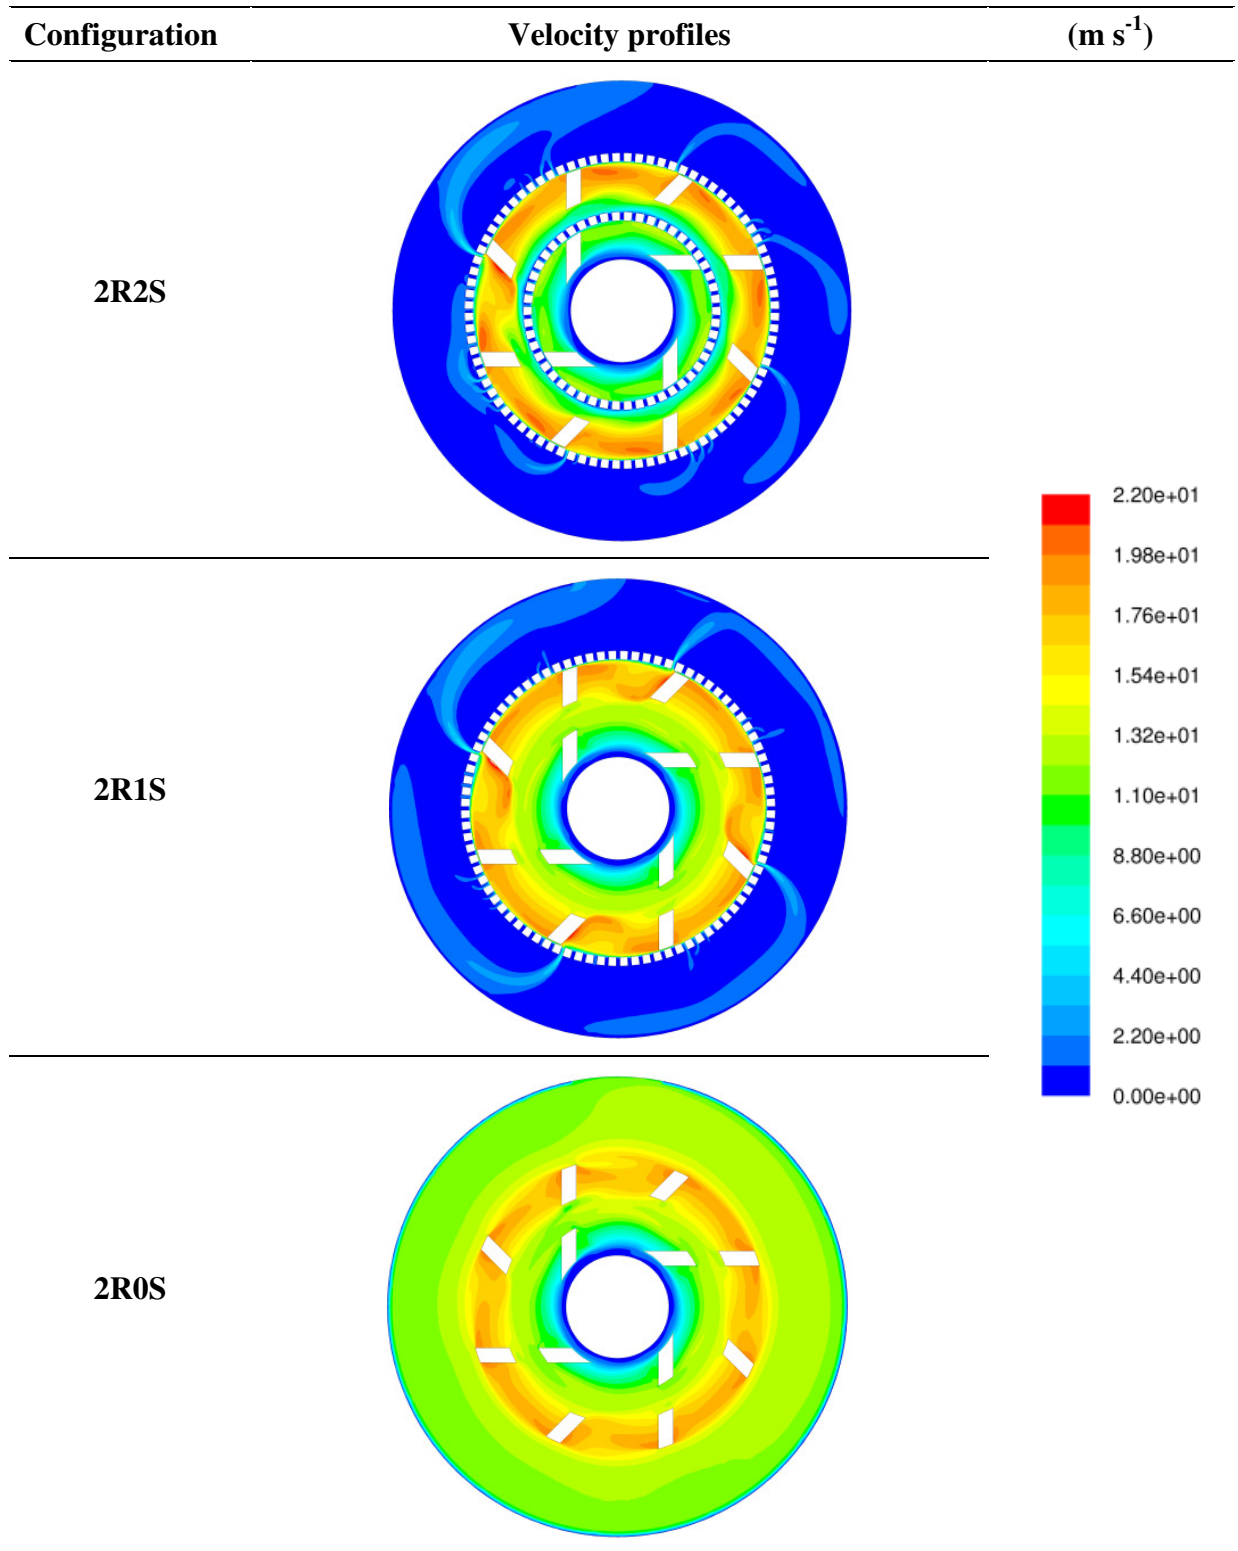 Configuration Velocity profiles (m s-1)
2R2S
2.20e+01
1.98e+01
1.76e+01
1.54e+01
1.32e+01
1.10e+01
8.80e+00
6.60e+00
4.40e+00
2.20e+00
0.00e+00
2R1S
2R0S